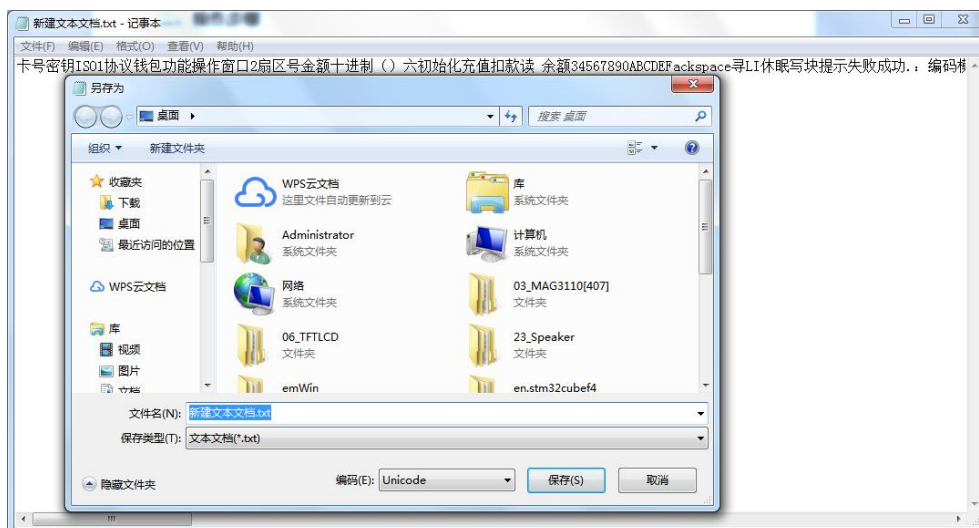 操作步骤
新建文本文档.txt - 记事本
文件(F) 编辑(E) 格式(O) 查看(V) 帮助(H)
卡号密钥ISO1协议钱包功能操作窗口2扇区号金额十进制（）六初始化充值扣款读 余额34567890ABCDEFackspace寻LI休眠写块提示失败成功.：编码
另存为
桌面
搜索 桌面
组织 新建文件夹
收藏夹
下载
桌面
最近访问的位置
WPS云文档
库
视频
图片
文档
WPS云文档
这里文件自动更新到云
库
系统文件夹
Administrator
系统文件夹
计算机
系统文件夹
网络
系统文件夹
03_MAG3110[407]
文件夹
06_TFTLCD
文件夹
23_Speaker
文件夹
emWin
en.stm32cubef4
文件名(N): 新建文本文档.txt
保存类型(T): 文本文档(*.txt)
隐藏文件夹
编码(E): Unicode
保存(S)
取消